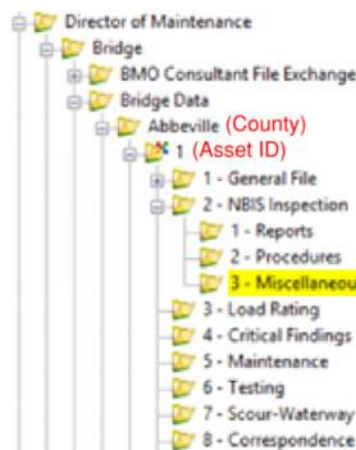 Director of Maintenance
Bridge
BMO Consultant File Exchange
Bridge Data
Abbeville (County)
1 (Asset ID)
1 - General File
2 - NBIS Inspection
1 - Reports
2 - Procedures
3 - Miscellaneou
3 - Load Rating
4 - Critical Findings
5 - Maintenance
6 - Testing
7 - Scour-Waterway
8 - Correspondence